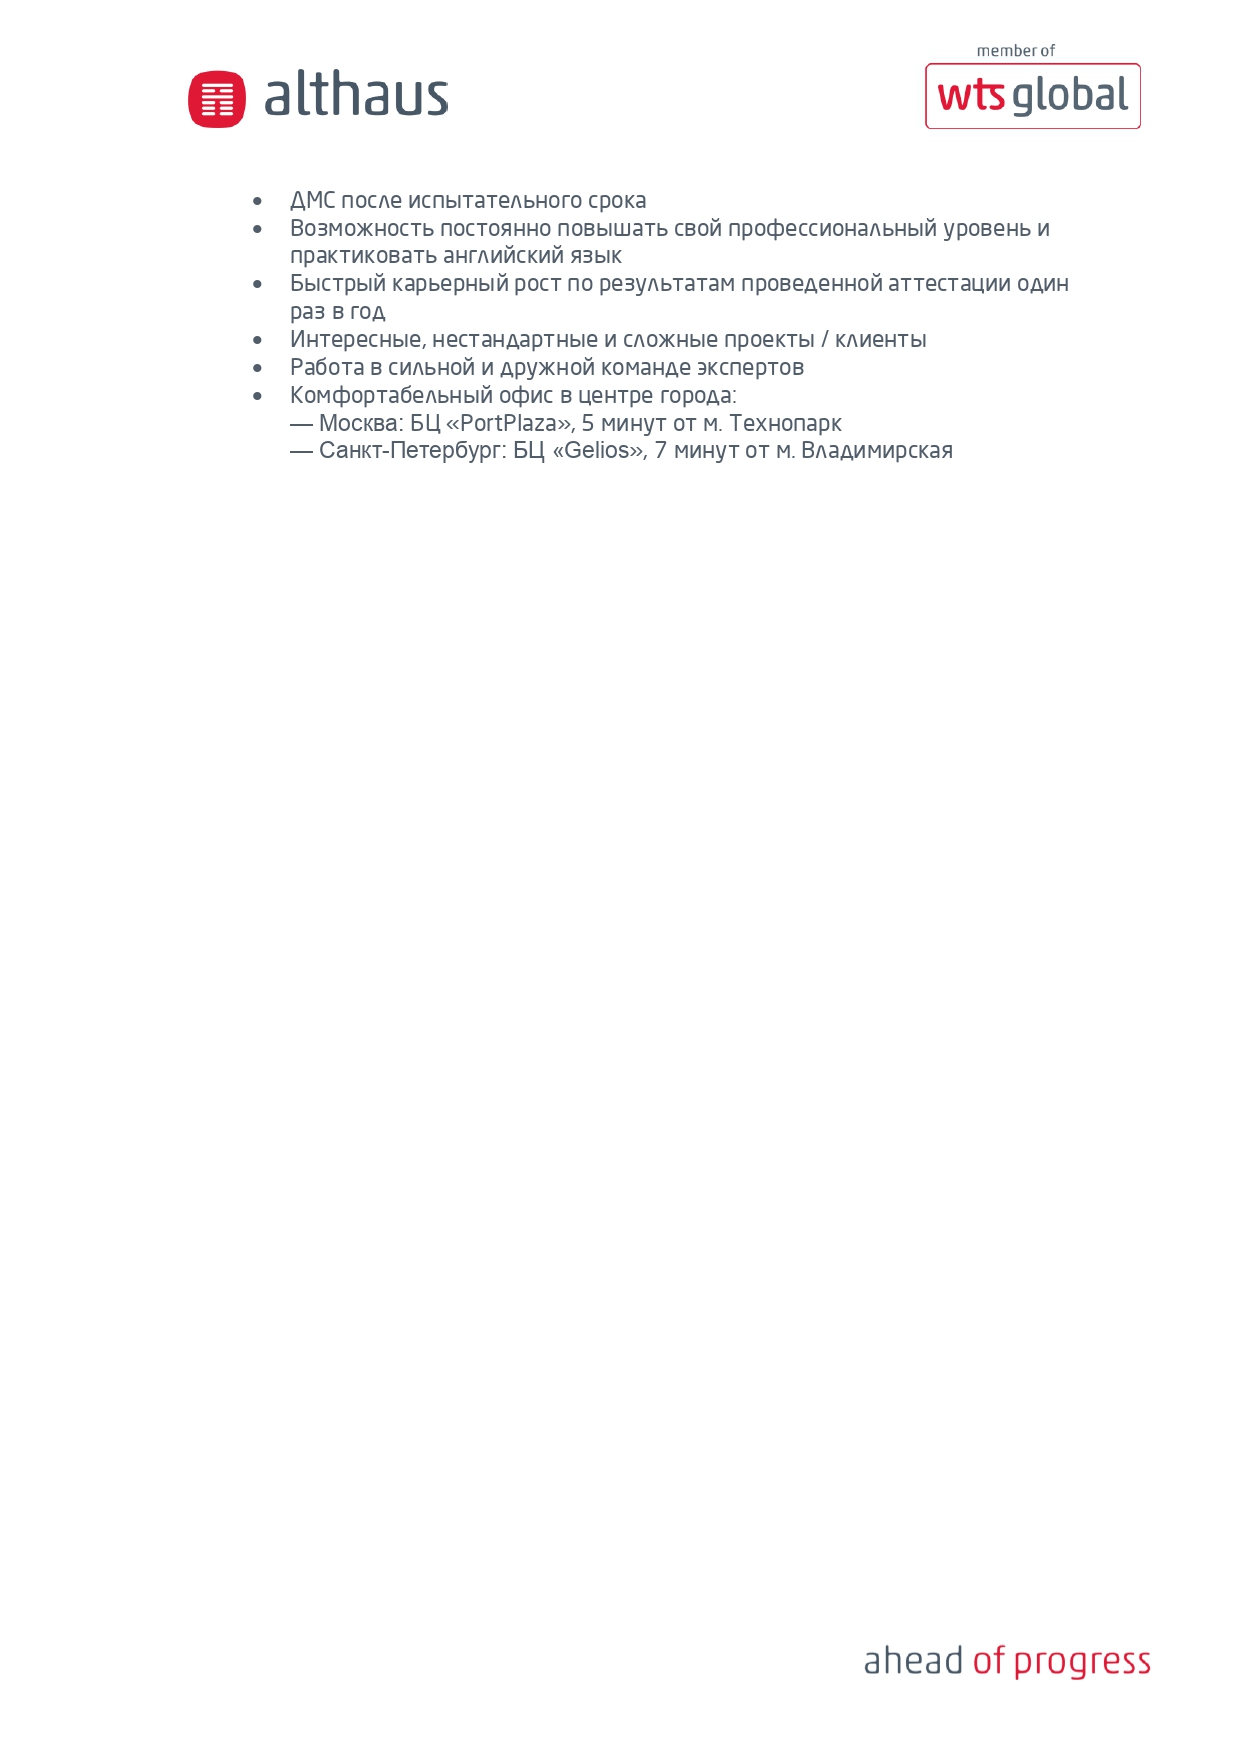 member of
althaus
wts global
• ДМС после испытательного срока
• Возможность постоянно повышать свой профессиональный уровень и
практиковать английский язык
• Быстрый карьерный рост по результатам проведенной аттестации один
раз в год
• Интересные, нестандартные и сложные проекты / клиенты
• Работа в сильной и дружной команде экспертов
• Комфортабельный офис в центре города:
— Москва: БЦ «PortPlaza», 5 минут от м. Технопарк
— Санкт-Петербург: БЦ «Gelios», 7 минут от м. Владимирская
ahead of progress